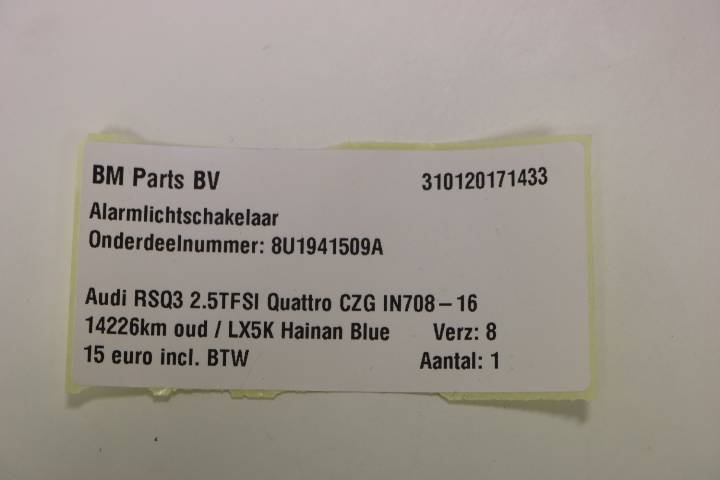 BM Parts BV 310120171433
Alarmlichtschakelaar
Onderdeelnummer: 8U1941509A
Audi RSQ3 2.5TFSI Quattro CZG IN708-16
14226km oud / LX5K Hainan Blue Verz: 8
15 euro incl. BTW Aantal: 1